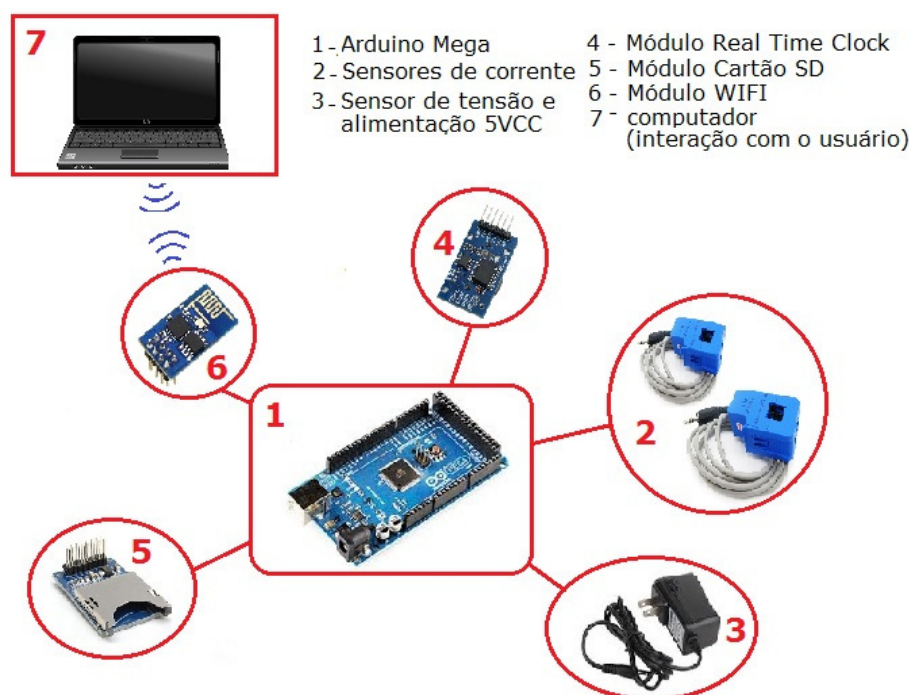 7
1 - Arduino Mega
2 - Sensores de corrente
3 - Sensor de tensão e
alimentação 5VCC
4 - Módulo Real Time Clock
5 - Módulo Cartão SD
6 - Módulo WIFI
7 - computador
(interação com o usuário)
4
6
1
2
5
3